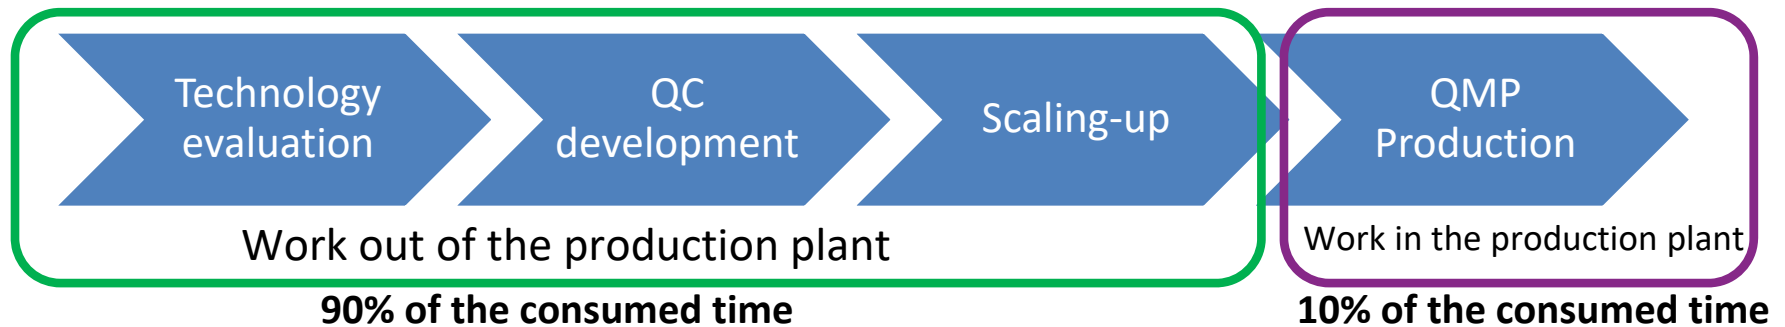 Technology
evaluation
QC
development
Scaling-up
QMP
Production
Work out of the production plant
Work in the production plant
90% of the consumed time
10% of the consumed time